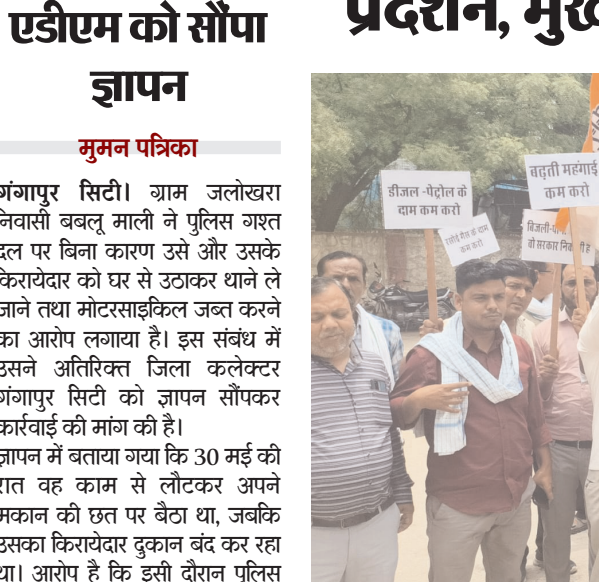 एडीएम को सौंपा
ज्ञापन
मुमन पत्रिका
गंगापुर सिटी। ग्राम जलोखरा
निवासी बबलू माली ने पुलिस गश्त
दल पर बिना कारण उसे और उसके
किरायेदार को घर से उठाकर थाने ले
जाने तथा मोटरसाइकिल जब्त करने
का आरोप लगाया है। इस संबंध में
उसने अतिरिक्त जिला कलेक्टर
गंगापुर सिटी को ज्ञापन सौंपकर
कार्रवाई की मांग की है।
ज्ञापन में बताया गया कि 30 मई की
रात वह काम से लौटकर अपने
मकान की छत पर बैठा था, जबकि
उसका किरायेदार दुकान बंद कर रहा
था। आरोप है कि इसी दौरान पुलिस
प्रदर्शन,
डीजल -पेट्रोल के
दाम कम करो
रसोई गैस के दाम
कम करो
बढ़ती महंगाई
कम करो